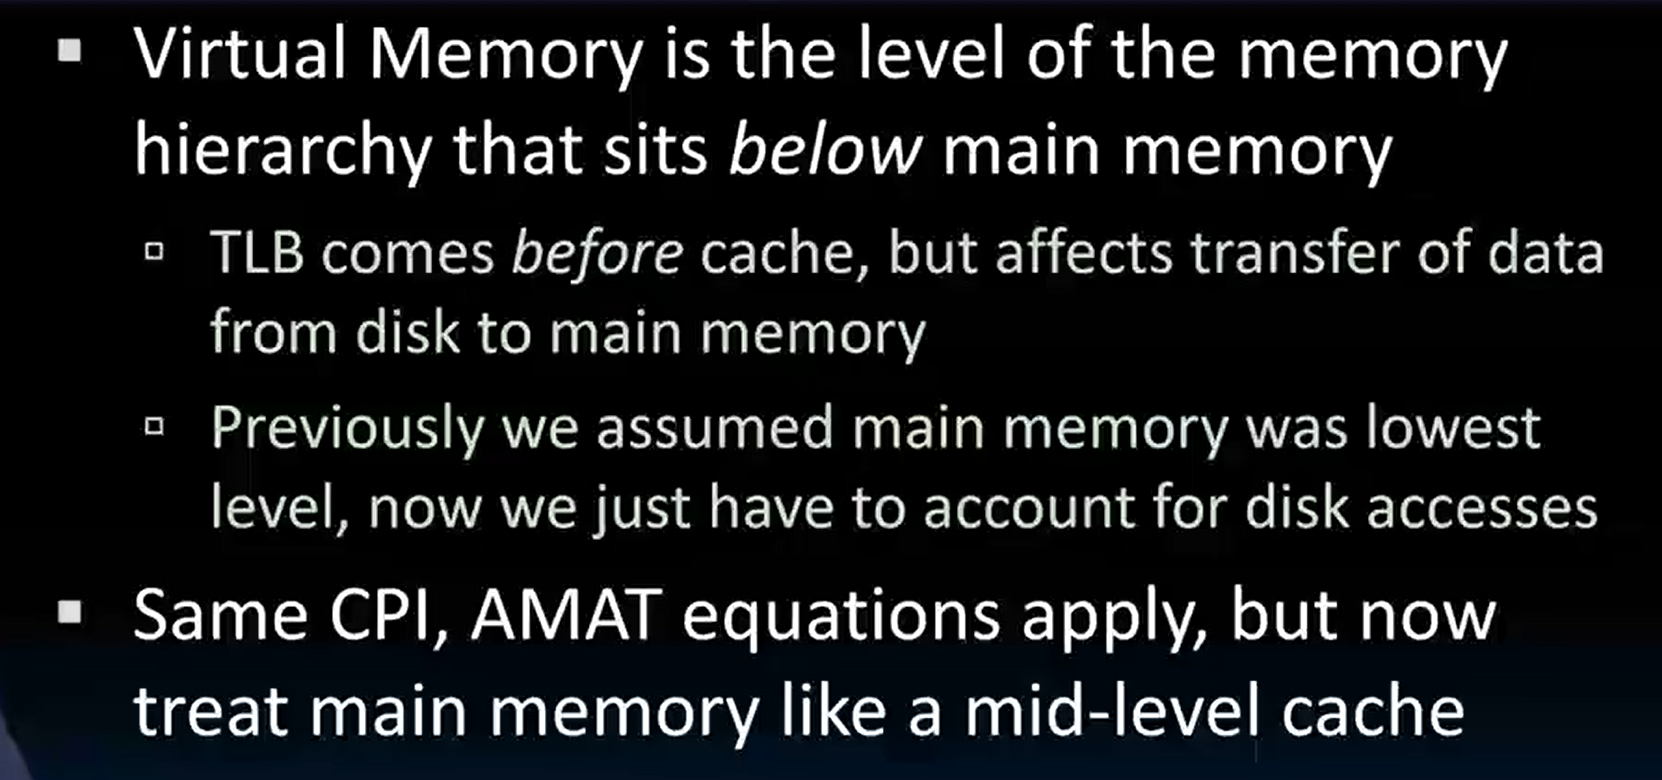 Virtual Memory is the level of the memory
hierarchy that sits below main memory
TLB comes before cache, but affects transfer of data
from disk to main memory
Previously we assumed main memory was lowest
level, now we just have to account for disk accesses
Same CPI, AMAT equations apply, but now
treat main memory like a mid-level cache